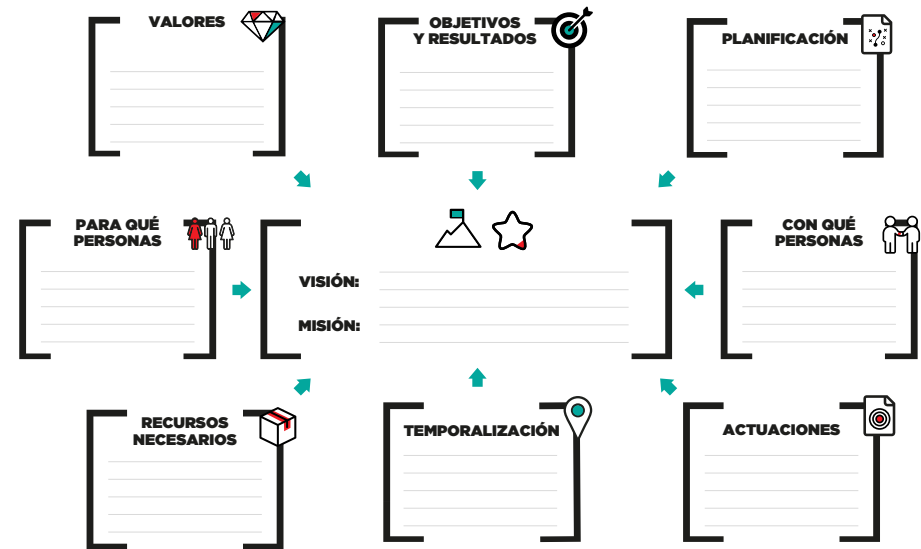 VALORES
OBJETIVOS
Y RESULTADOS
PLANIFICACIÓN
PARA QUÉ
PERSONAS
VISIÓN:
MISIÓN:
CON QUÉ
PERSONAS
RECURSOS
NECESARIOS
TEMPORALIZACIÓN
ACTUACIONES